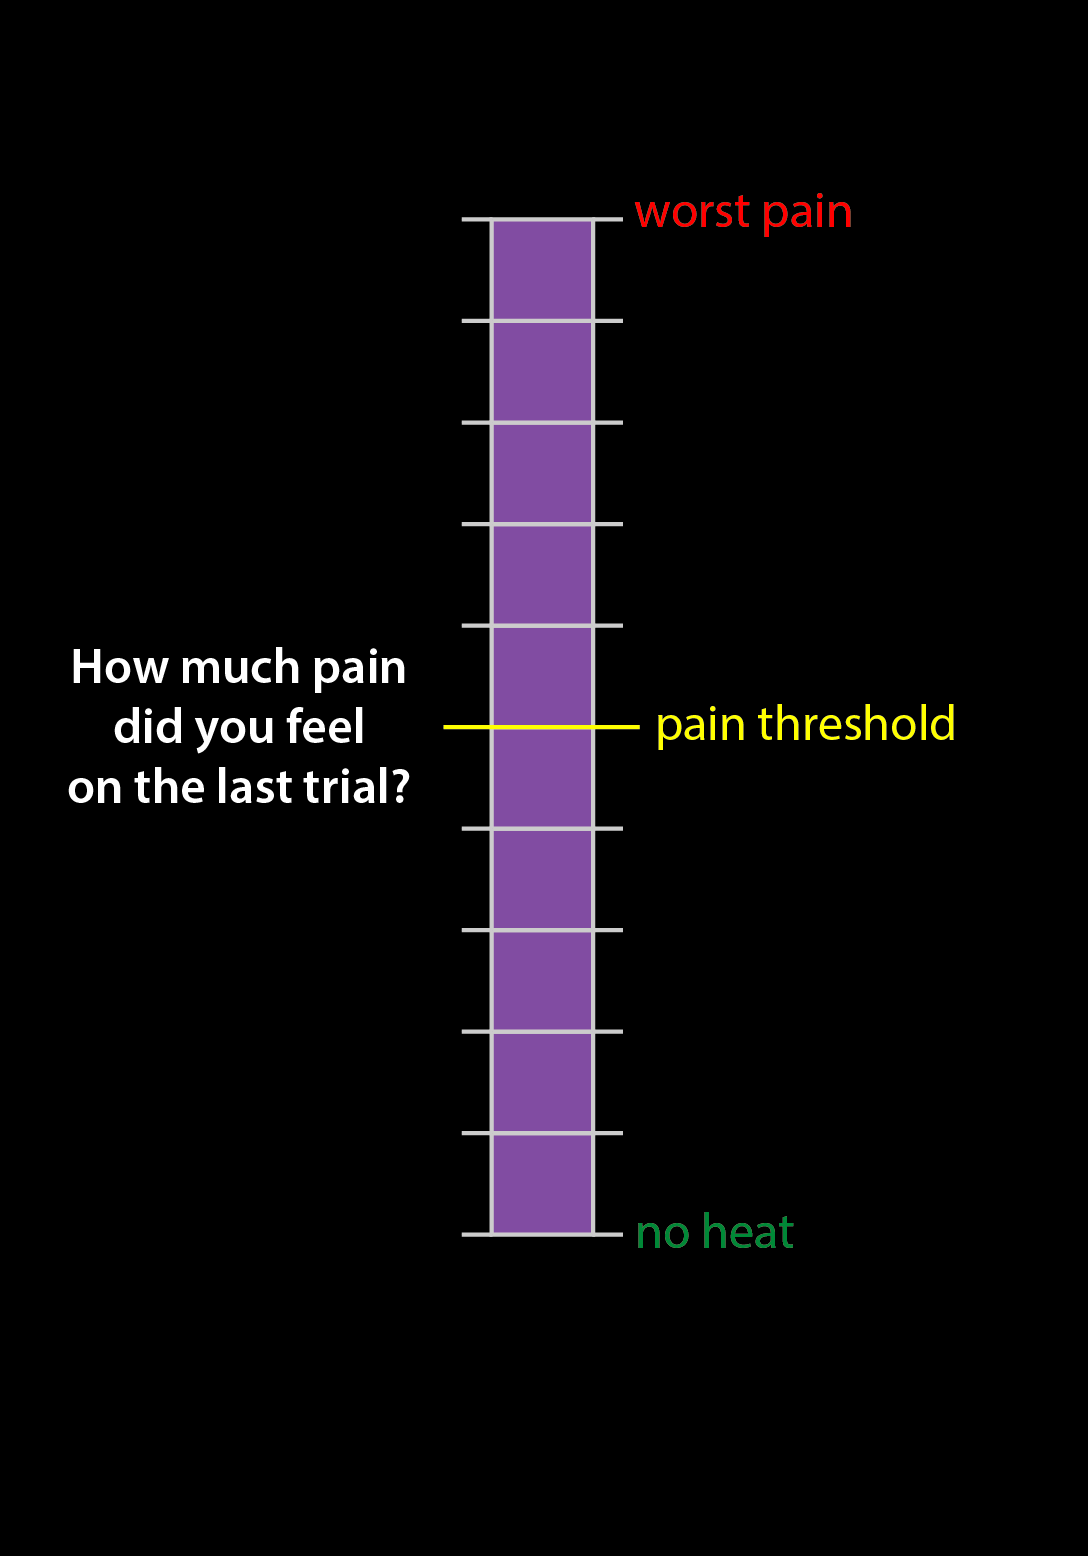 worst pain
How much pain
did you feel
on the last trial?
pain threshold
no heat